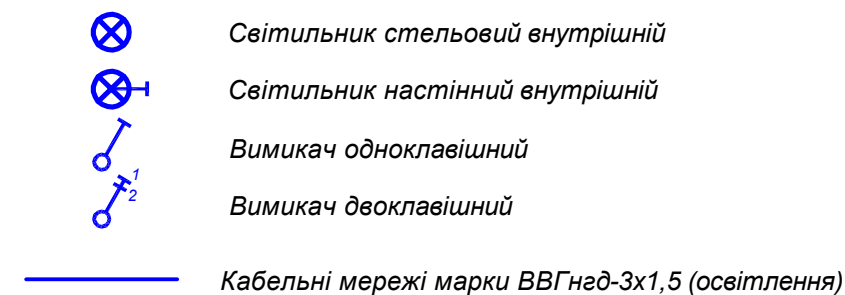 Світильник стельовий внутрішній
Світильник настінний внутрішній
Вимикач одноклавішний
1
2
Вимикач двоклавішний
Кабельні мережі марки ВВГнгд-3х1,5 (освітлення)